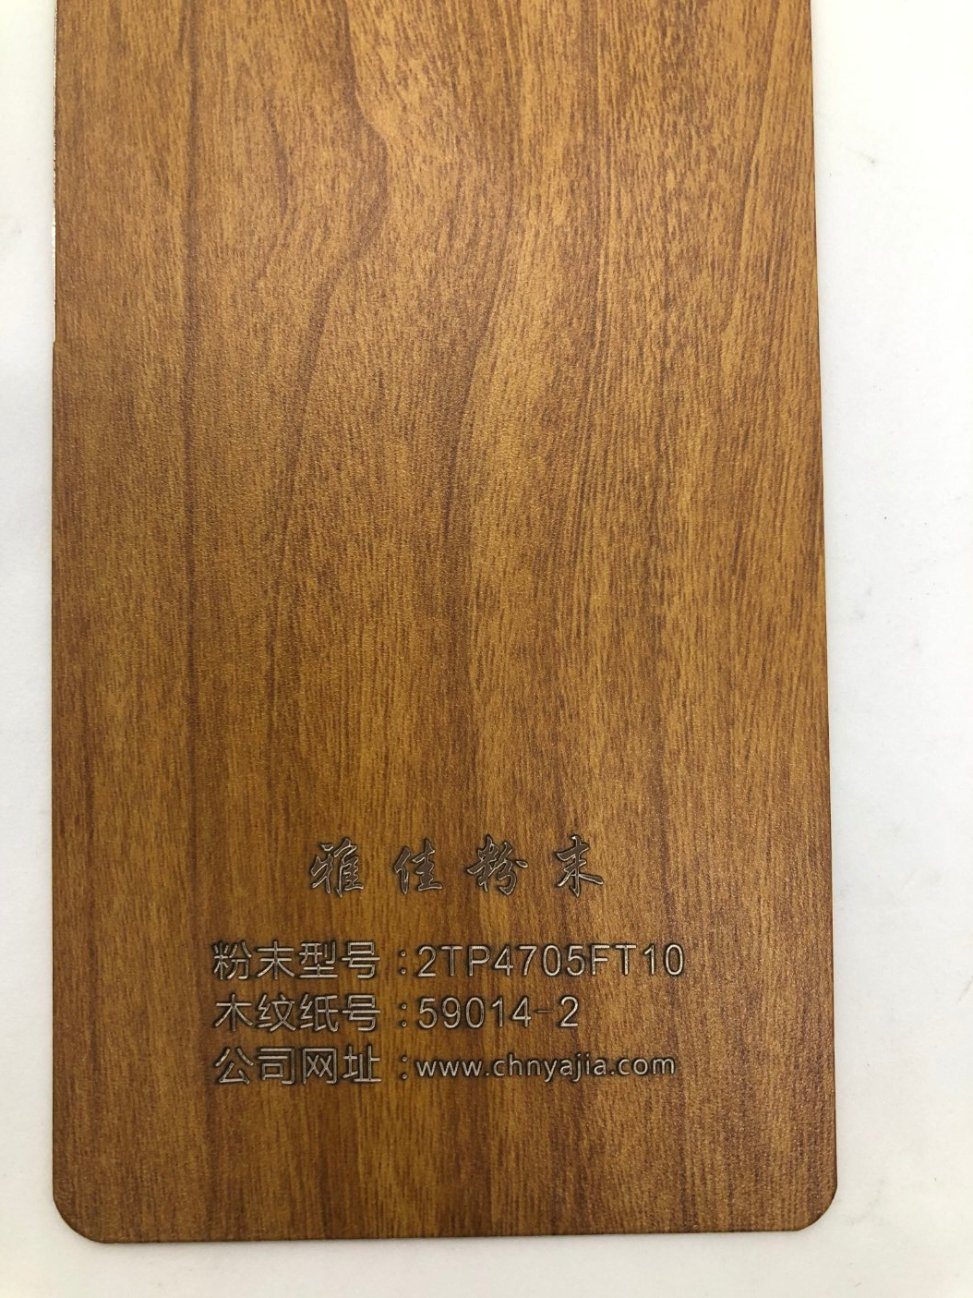 雅佳粉末
粉末型号:2TP4705FT10
木纹纸号:59014-2
公司网址:www.chnyajia.com